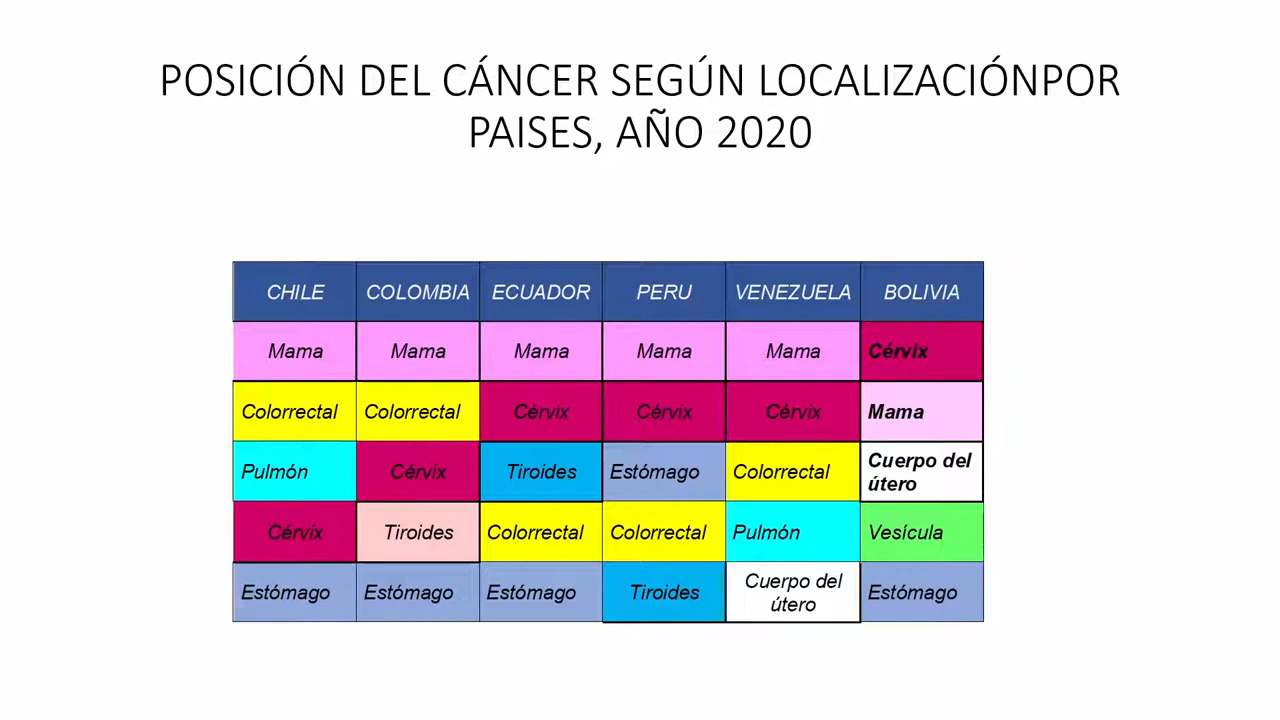 POSICIÓN DEL CÁNCER SEGÚN LOCALIZACIÓNPOR
PAISES, AÑO 2020
CHILE COLOMBIA ECUADOR PERU VENEZUELA BOLIVIA
Mama Mama Mama Mama Mama Cérvix
Colorrectal Colorrectal Cérvix Cérvix Cérvix Mama
Pulmón Cérvix Tiroides Estómago Colorrectal Cuerpo del
útero
Cérvix Tiroides Colorrectal Colorrectal Pulmón Vesícula
Estómago Estómago Estómago Tiroides Cuerpo del
útero Estómago